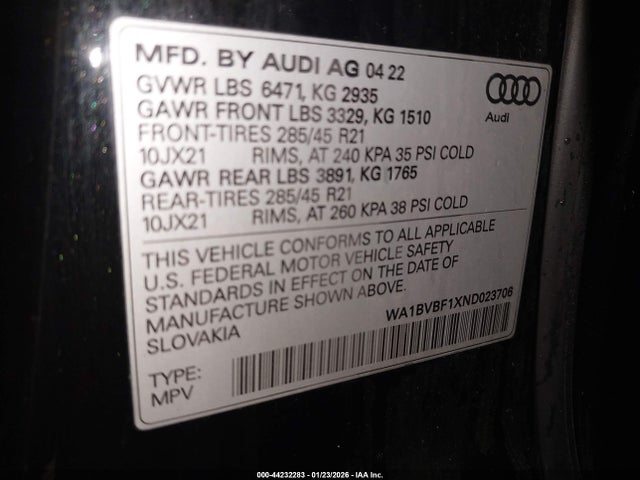 MFD. BY AUDI AG 04 22
GVWR LBS 6471, KG 2935
GAWR FRONT LBS 3329, KG 1510
FRONT-TIRES 285/45 R21
10JX21 RIMS, AT 240 KPA 35 PSI COLD
GAWR REAR LBS 3891, KG 1765
REAR-TIRES 285/45 R21
10JX21 RIMS, AT 260 KPA 38 PSI COLD
Audi
THIS VEHICLE CONFORMS TO ALL APPLICABLE
U.S. FEDERAL MOTOR VEHICLE SAFETY
STANDARDS IN EFFECT ON THE DATE OF
MANUFACTURE SHOWN ABOVE.
SLOVAKIA
WA1BVBF1XND023706
TYPE:
MPV
000-44232283 - 01/23/2026 - IAA Inc.